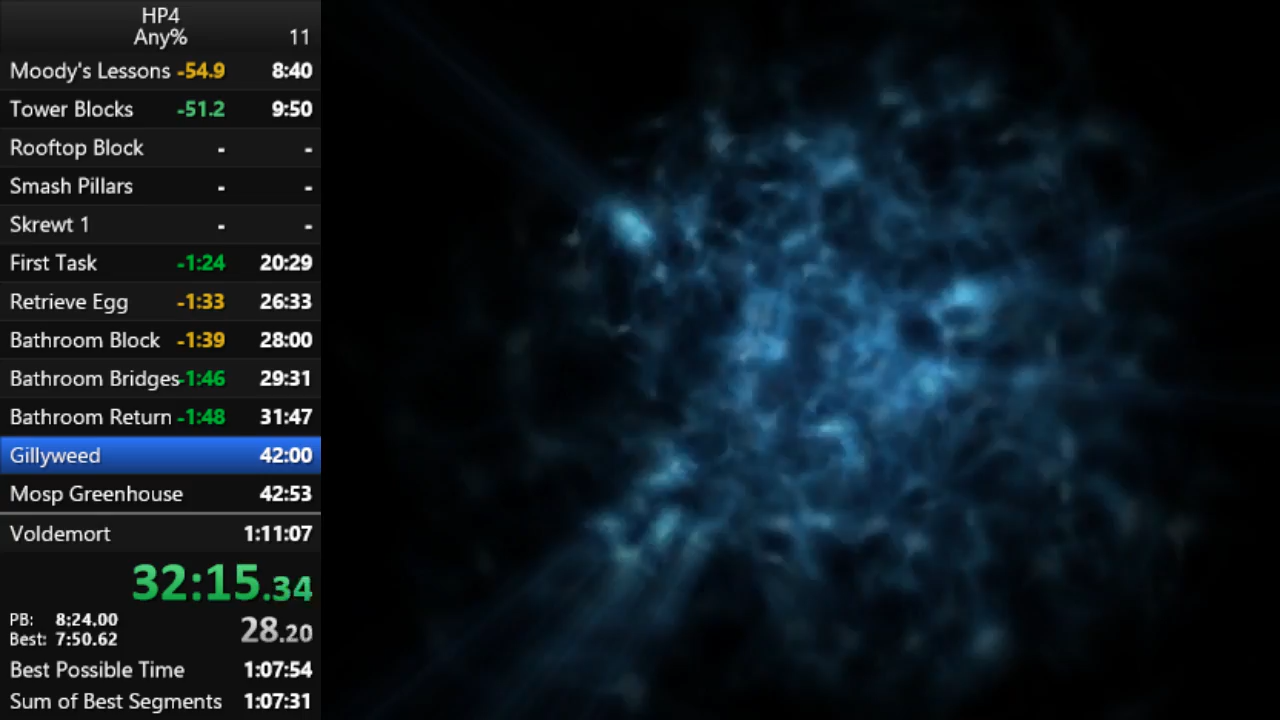 HP4
Any% 11
Moody's Lessons -54.9 8:40
Tower Blocks -51.2 9:50
Rooftop Block - -
Smash Pillars - -
Skrewt 1 - -
First Task -1:24 20:29
Retrieve Egg -1:33 26:33
Bathroom Block -1:39 28:00
Bathroom Bridges -1:46 29:31
Bathroom Return -1:48 31:47
Gillyweed 42:00
Mosp Greenhouse 42:53
Voldemort 1:11:07
32:15.34
PB: 8:24.00
Best: 7:50.62
28.20
Best Possible Time 1:07:54
Sum of Best Segments 1:07:31